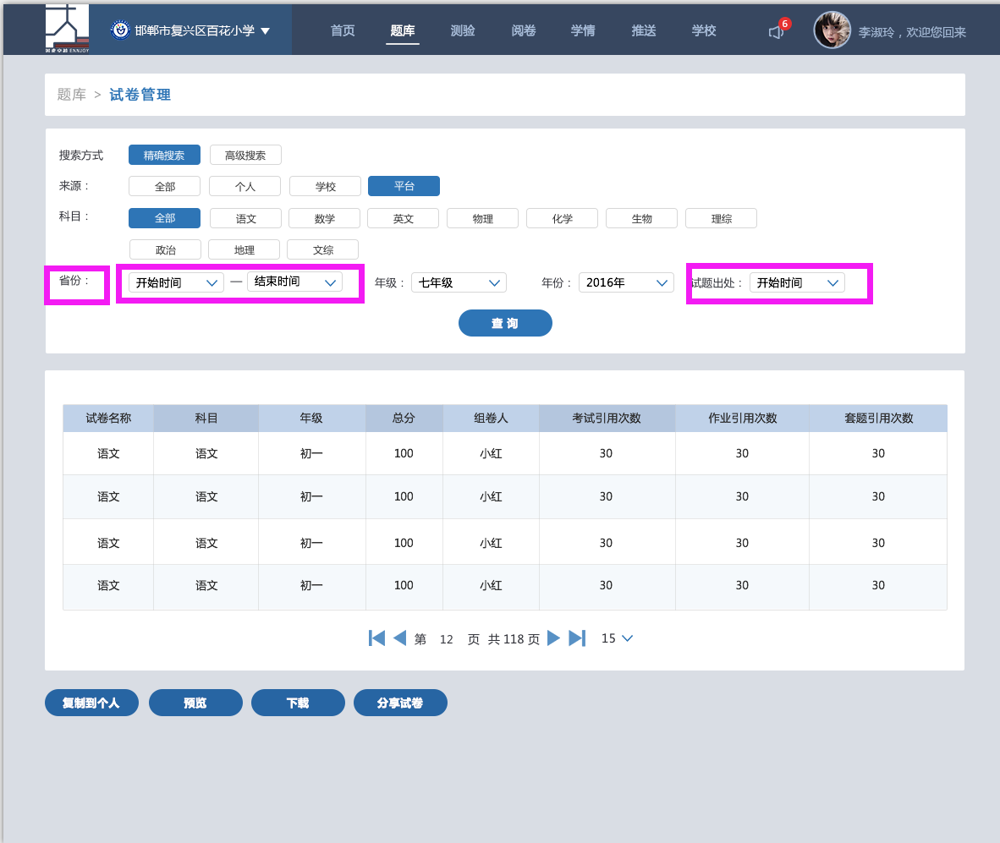 邯郸市复兴区百花小学 ▼ 首页 题库 测验 阅卷 学情 推送 学校 6 李淑玲，欢迎您回来
ENNJOY
题库 > 试卷管理
搜索方式 精确搜索 高级搜索
来源： 全部 个人 学校 平台
科目： 全部 语文 数学 英文 物理 化学 生物 理综
政治 地理 文综
省份： 开始时间 — 结束时间 年级： 七年级 年份： 2016年 试题出处： 开始时间
查 询
试卷名称 科目 年级 总分 组卷人 考试引用次数 作业引用次数 套题引用次数
语文 语文 初一 100 小红 30 30 30
语文 语文 初一 100 小红 30 30 30
语文 语文 初一 100 小红 30 30 30
语文 语文 初一 100 小红 30 30 30
第 12 页 共 118 页 15
复制到个人 预览 下载 分享试卷